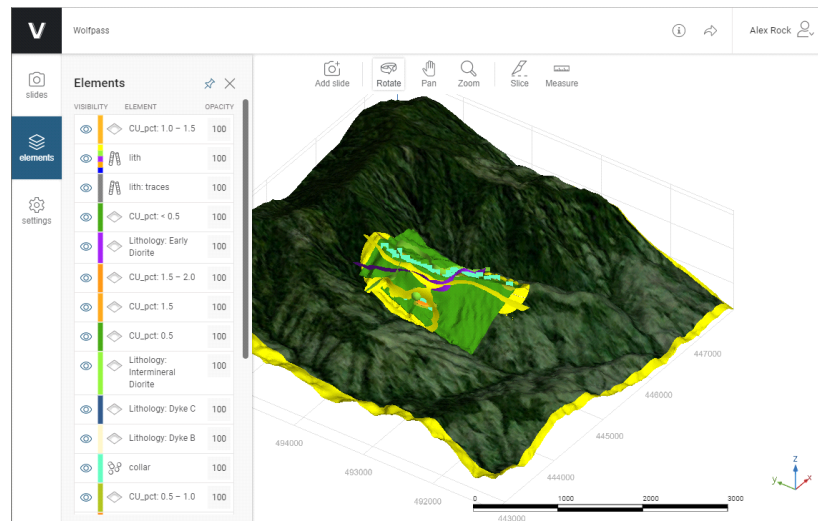 V
Wolfpass
Alex Rock
slides
elements
settings
Elements
VISIBILITY ELEMENT OPACITY
CU_pct: 1.0 – 1.5 100
lith 100
lith: traces 100
CU_pct: < 0.5 100
Lithology: Early
Diorite 100
CU_pct: 1.5 – 2.0 100
CU_pct: 1.5 100
CU_pct: 0.5 100
Lithology:
Intermineral
Diorite 100
Lithology: Dyke C 100
Lithology: Dyke B 100
collar 100
CU_pct: 0.5 – 1.0 100
Add slide Rotate Pan Zoom Slice Measure
447000
446000
445000
444000
443000
494000
493000
492000
0 1000 2000 3000
z
y x